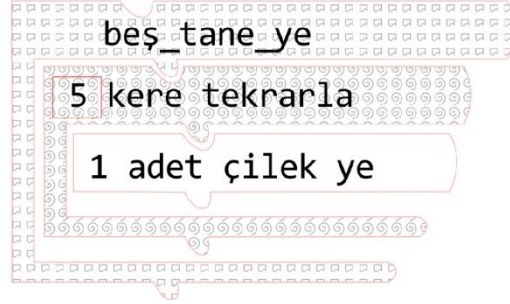 beş_tane_ye
5 kere tekrarla
1 adet çilek ye